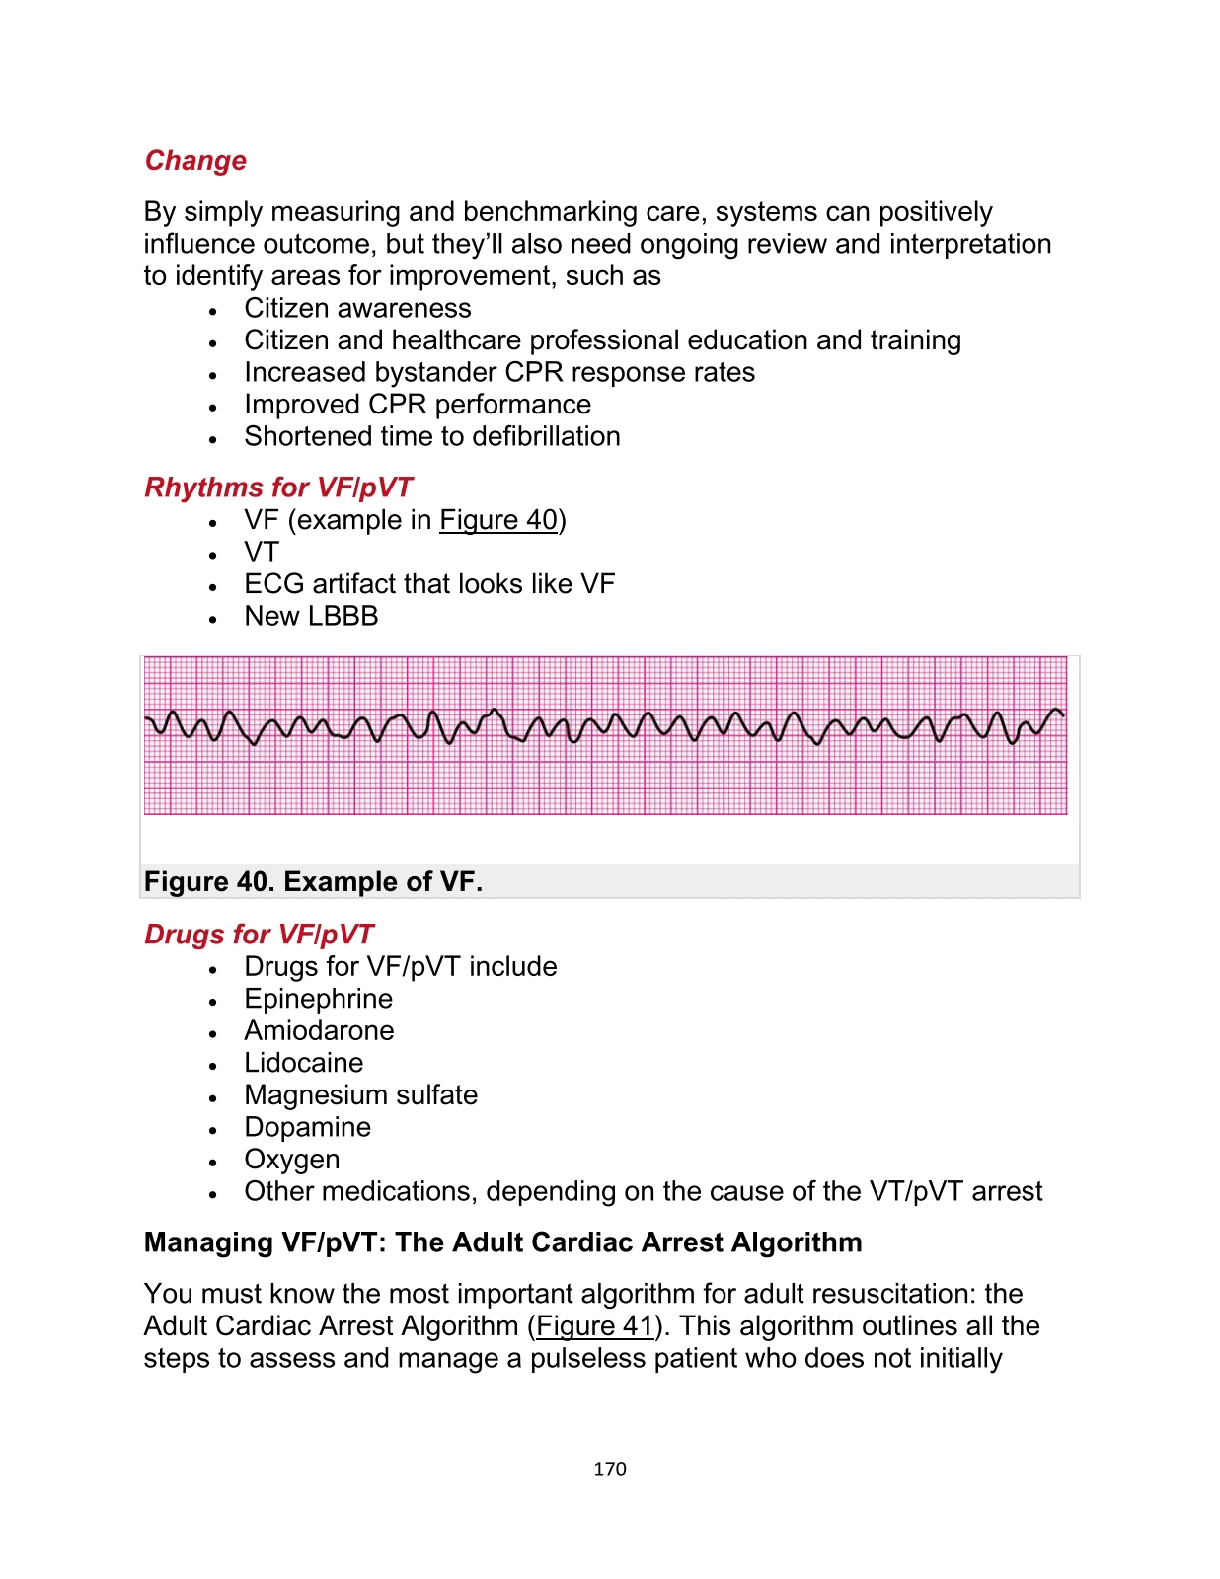 Change
By simply measuring and benchmarking care, systems can positively
influence outcome, but they’ll also need ongoing review and interpretation
to identify areas for improvement, such as
• Citizen awareness
• Citizen and healthcare professional education and training
• Increased bystander CPR response rates
• Improved CPR performance
• Shortened time to defibrillation
Rhythms for VF/pVT
• VF (example in Figure 40)
• VT
• ECG artifact that looks like VF
• New LBBB
Figure 40. Example of VF.
Drugs for VF/pVT
• Drugs for VF/pVT include
• Epinephrine
• Amiodarone
• Lidocaine
• Magnesium sulfate
• Dopamine
• Oxygen
• Other medications, depending on the cause of the VT/pVT arrest
Managing VF/pVT: The Adult Cardiac Arrest Algorithm
You must know the most important algorithm for adult resuscitation: the
Adult Cardiac Arrest Algorithm (Figure 41). This algorithm outlines all the
steps to assess and manage a pulseless patient who does not initially
170